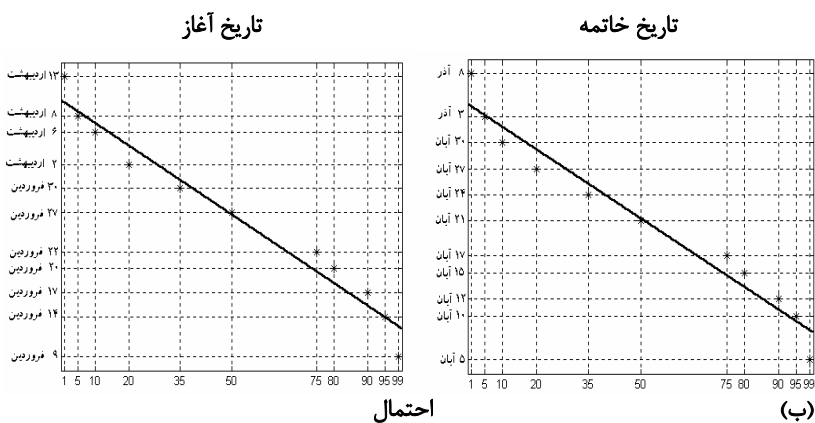 تاریخ آغاز
تاریخ خاتمه
۱۳ اردیبهشت
۸ اردیبهشت
۶ اردیبهشت
۲ اردیبهشت
۳۰ فروردین
۲۷ فروردین
۲۲ فروردین
۲۰ فروردین
۱۷ فروردین
۱۴ فروردین
۹ فروردین
1 5 10 20 35 50 75 80 90 95 99
۸ آذر
۳ آذر
۳۰ آبان
۲۷ آبان
۲۴ آبان
۲۱ آبان
۱۷ آبان
۱۵ آبان
۱۲ آبان
۱۰ آبان
۵ آبان
1 5 10 20 35 50 75 80 90 95 99
احتمال
(ب)